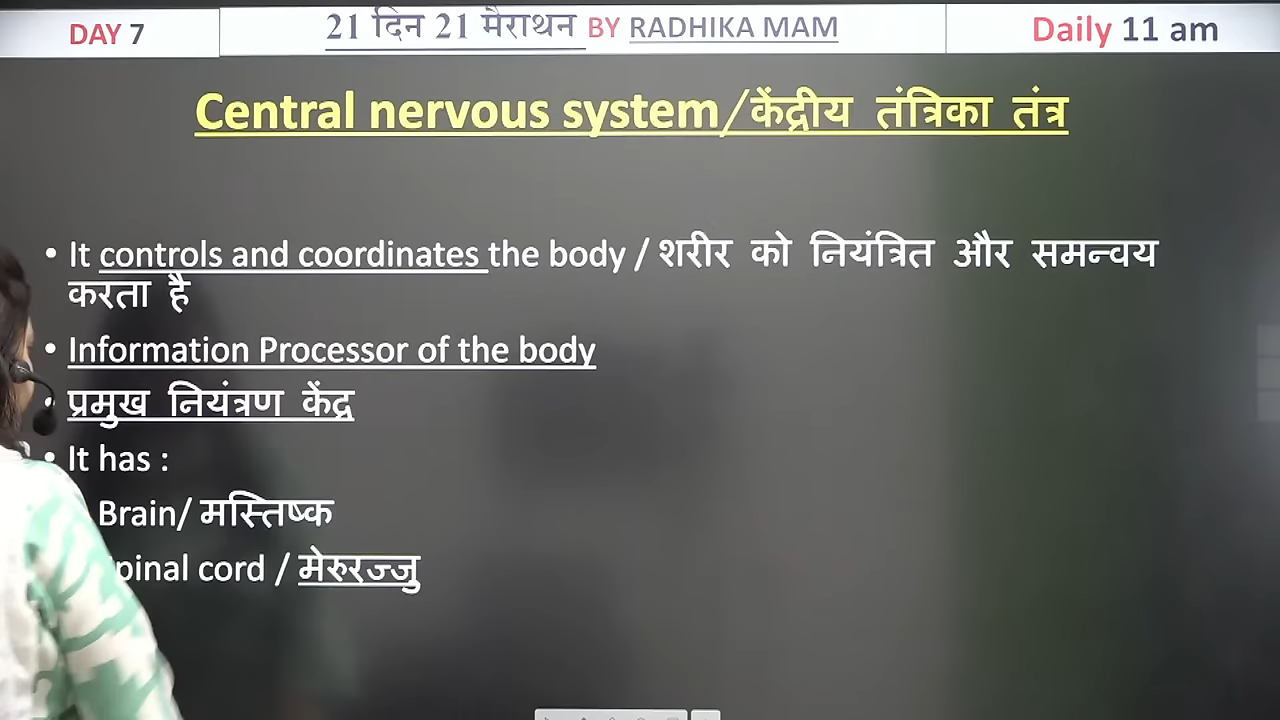 DAY 7
21 दिन 21 मैराथन BY RADHIKA MAM
Daily 11 am
Central nervous system/केंद्रीय तंत्रिका तंत्र
• It controls and coordinates the body / शरीर को नियंत्रित और समन्वय
करता है
• Information Processor of the body
• प्रमुख नियंत्रण केंद्र
• It has :
Brain/ मस्तिष्क
pinal cord / मेरुरज्जु